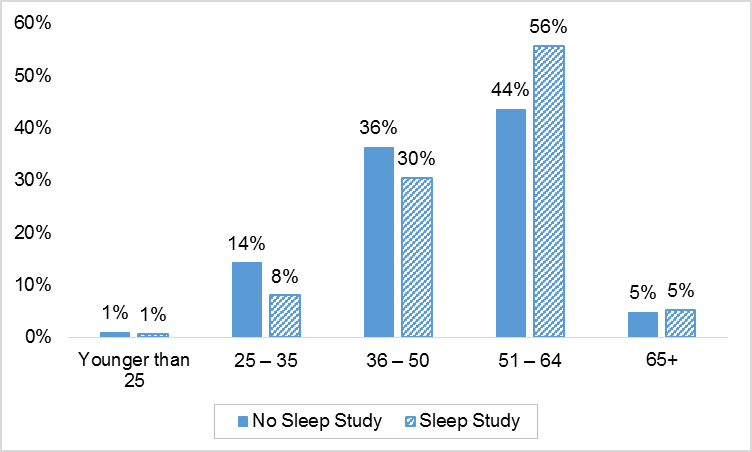 60%
50%
40%
30%
20%
10%
0%
1% 1%
14% 8%
36% 30%
44% 56%
5% 5%
Younger than
25
25 – 35
36 – 50
51 – 64
65+
No Sleep Study Sleep Study